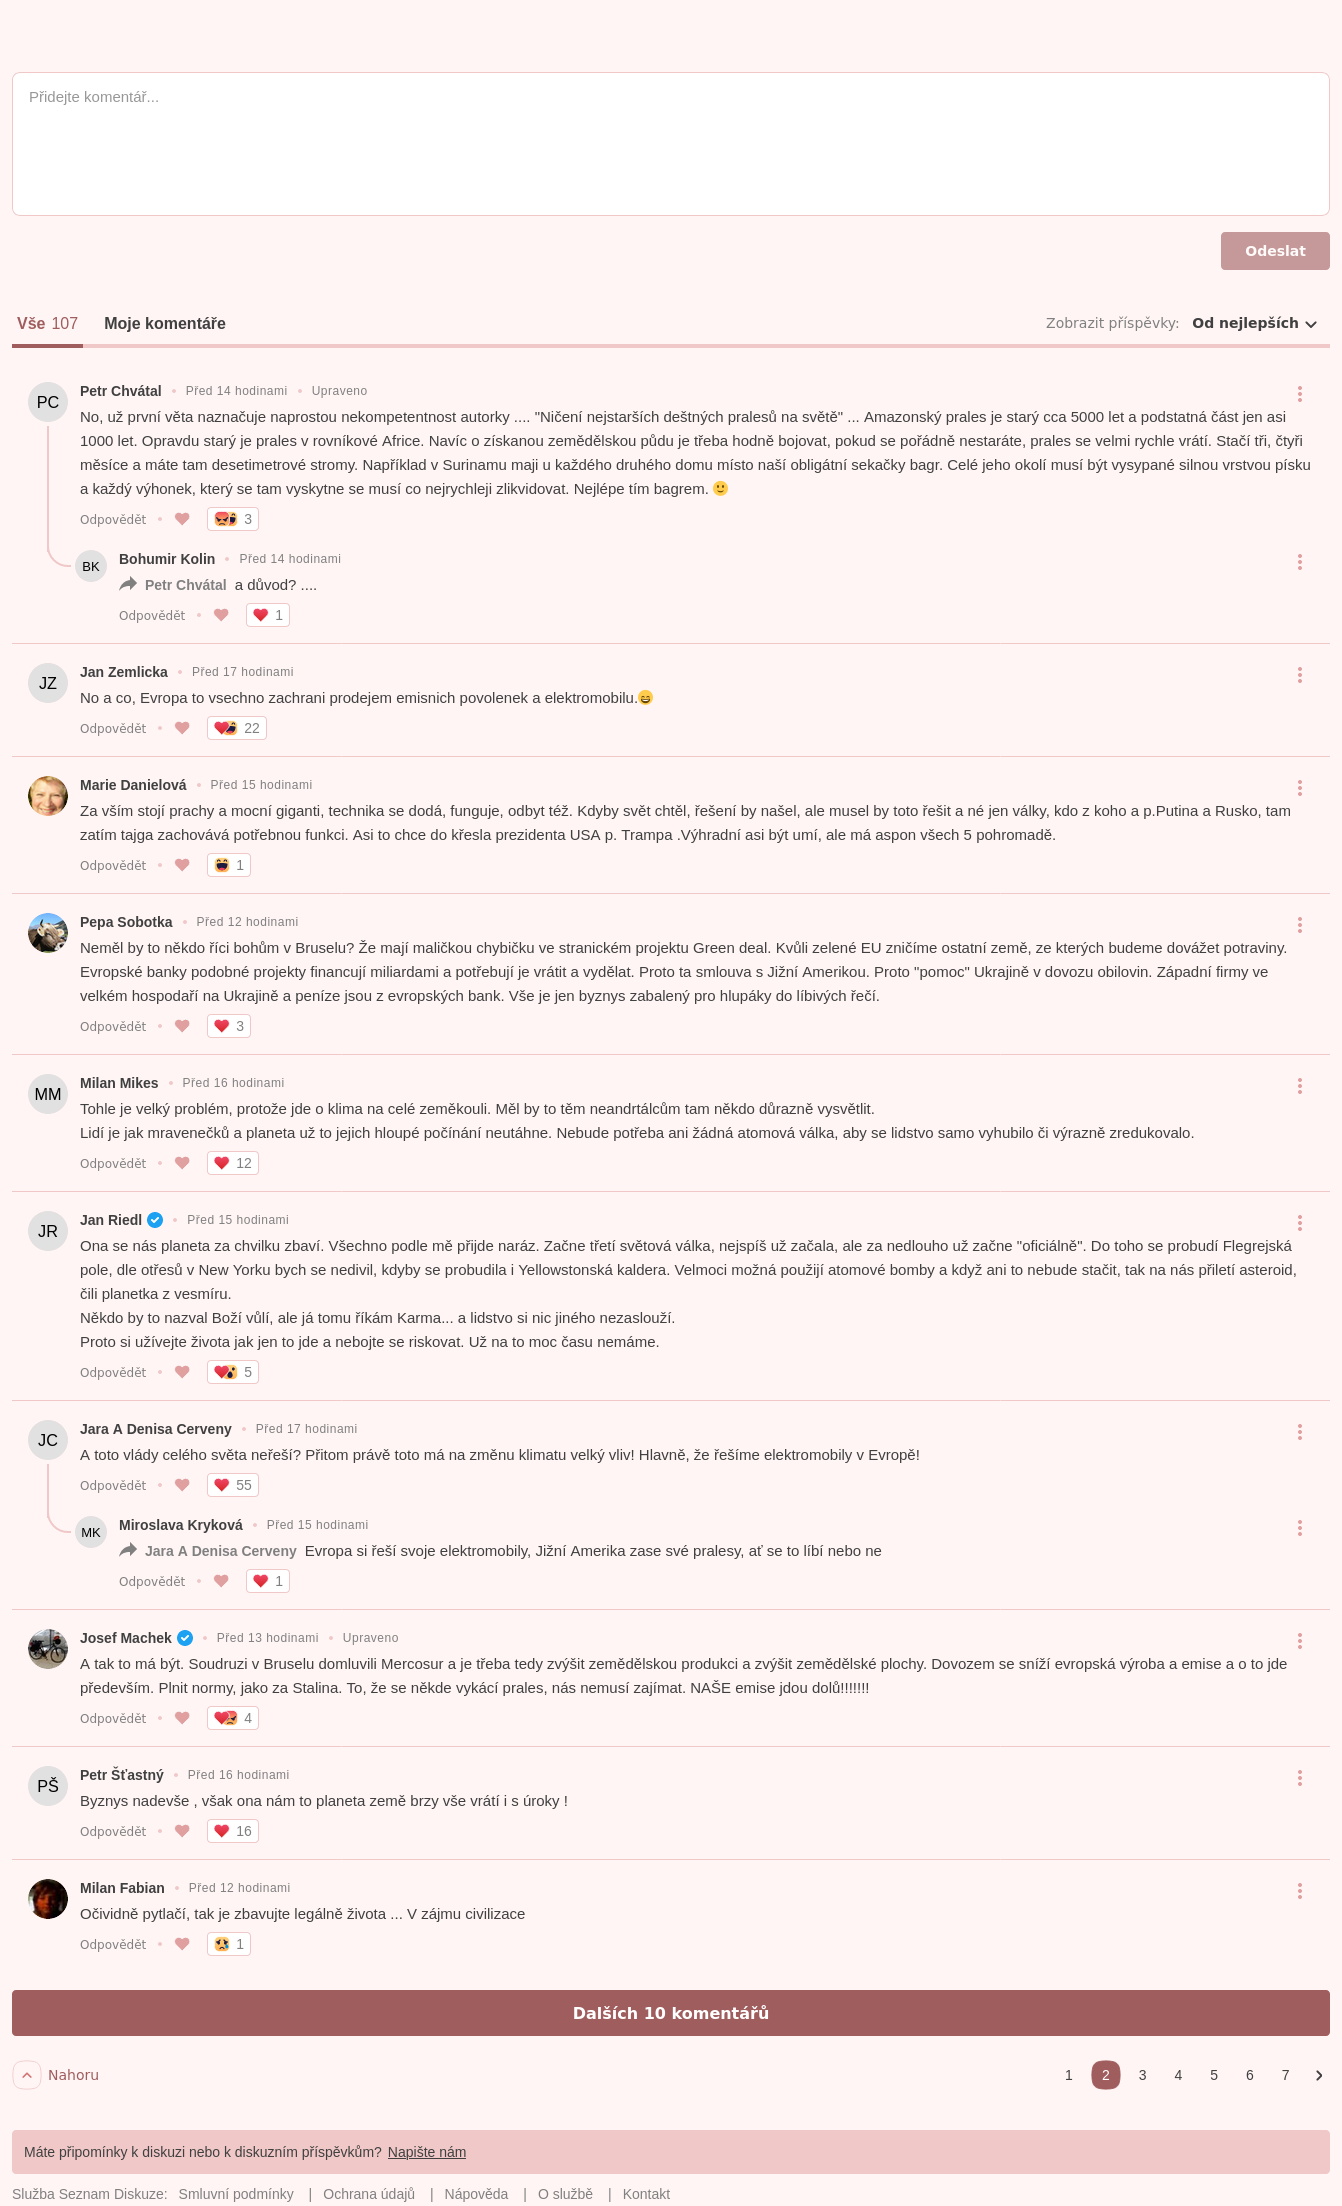 Přidejte komentář...
Odeslat
Vše 107 Moje komentáře Zobrazit příspěvky: Od nejlepších
PC
Petr Chvátal • Před 14 hodinami • Upraveno
No, už první věta naznačuje naprostou nekompetentnost autorky .... "Ničení nejstarších deštných pralesů na světě" ... Amazonský prales je starý cca 5000 let a podstatná část jen asi
1000 let. Opravdu starý je prales v rovníkové Africe. Navíc o získanou zemědělskou půdu je třeba hodně bojovat, pokud se pořádně nestaráte, prales se velmi rychle vrátí. Stačí tři, čtyři
měsíce a máte tam desetimetrové stromy. Například v Surinamu maji u každého druhého domu místo naší obligátní sekačky bagr. Celé jeho okolí musí být vysypané silnou vrstvou písku
a každý výhonek, který se tam vyskytne se musí co nejrychleji zlikvidovat. Nejlépe tím bagrem. 🙂
Odpovědět • 3
BK
Bohumir Kolin • Před 14 hodinami
Petr Chvátal a důvod? ....
Odpovědět • 1
JZ
Jan Zemlicka • Před 17 hodinami
No a co, Evropa to vsechno zachrani prodejem emisnich povolenek a elektromobilu.😄
Odpovědět • 22
Marie Danielová • Před 15 hodinami
Za vším stojí prachy a mocní giganti, technika se dodá, funguje, odbyt též. Kdyby svět chtěl, řešení by našel, ale musel by toto řešit a né jen války, kdo z koho a p.Putina a Rusko, tam
zatím tajga zachovává potřebnou funkci. Asi to chce do křesla prezidenta USA p. Trampa .Výhradní asi být umí, ale má aspon všech 5 pohromadě.
Odpovědět • 1
Pepa Sobotka • Před 12 hodinami
Neměl by to někdo říci bohům v Bruselu? Že mají maličkou chybičku ve stranickém projektu Green deal. Kvůli zelené EU zničíme ostatní země, ze kterých budeme dovážet potraviny.
Evropské banky podobné projekty financují miliardami a potřebují je vrátit a vydělat. Proto ta smlouva s Jižní Amerikou. Proto "pomoc" Ukrajině v dovozu obilovin. Západní firmy ve
velkém hospodaří na Ukrajině a peníze jsou z evropských bank. Vše je jen byznys zabalený pro hlupáky do líbivých řečí.
Odpovědět • 3
MM
Milan Mikes • Před 16 hodinami
Tohle je velký problém, protože jde o klima na celé zeměkouli. Měl by to těm neandrtálcům tam někdo důrazně vysvětlit.
Lidí je jak mravenečků a planeta už to jejich hloupé počínání neutáhne. Nebude potřeba ani žádná atomová válka, aby se lidstvo samo vyhubilo či výrazně zredukovalo.
Odpovědět • 12
JR
Jan Riedl • Před 15 hodinami
Ona se nás planeta za chvilku zbaví. Všechno podle mě přijde naráz. Začne třetí světová válka, nejspíš už začala, ale za nedlouho už začne "oficiálně". Do toho se probudí Flegrejská
pole, dle otřesů v New Yorku bych se nedivil, kdyby se probudila i Yellowstonská kaldera. Velmoci možná použijí atomové bomby a když ani to nebude stačit, tak na nás přiletí asteroid,
čili planetka z vesmíru.
Někdo by to nazval Boží vůlí, ale já tomu říkám Karma... a lidstvo si nic jiného nezaslouží.
Proto si užívejte života jak jen to jde a nebojte se riskovat. Už na to moc času nemáme.
Odpovědět • 5
JC
Jara A Denisa Cerveny • Před 17 hodinami
A toto vlády celého světa neřeší? Přitom právě toto má na změnu klimatu velký vliv! Hlavně, že řešíme elektromobily v Evropě!
Odpovědět • 55
MK
Miroslava Kryková • Před 15 hodinami
Jara A Denisa Cerveny Evropa si řeší svoje elektromobily, Jižní Amerika zase své pralesy, ať se to líbí nebo ne
Odpovědět • 1
Josef Machek • Před 13 hodinami • Upraveno
A tak to má být. Soudruzi v Bruselu domluvili Mercosur a je třeba tedy zvýšit zemědělskou produkci a zvýšit zemědělské plochy. Dovozem se sníží evropská výroba a emise a o to jde
především. Plnit normy, jako za Stalina. To, že se někde vykácí prales, nás nemusí zajímat. NAŠE emise jdou dolů!!!!!!!
Odpovědět • 4
PŠ
Petr Šťastný • Před 16 hodinami
Byznys nadevše , však ona nám to planeta země brzy vše vrátí i s úroky !
Odpovědět • 16
Milan Fabian • Před 12 hodinami
Očividně pytlačí, tak je zbavujte legálně života ... V zájmu civilizace
Odpovědět • 1
Dalších 10 komentářů
Nahoru 1 2 3 4 5 6 7
Máte připomínky k diskuzi nebo k diskuzním příspěvkům? Napište nám
Služba Seznam Diskuze: Smluvní podmínky | Ochrana údajů | Nápověda | O službě | Kontakt